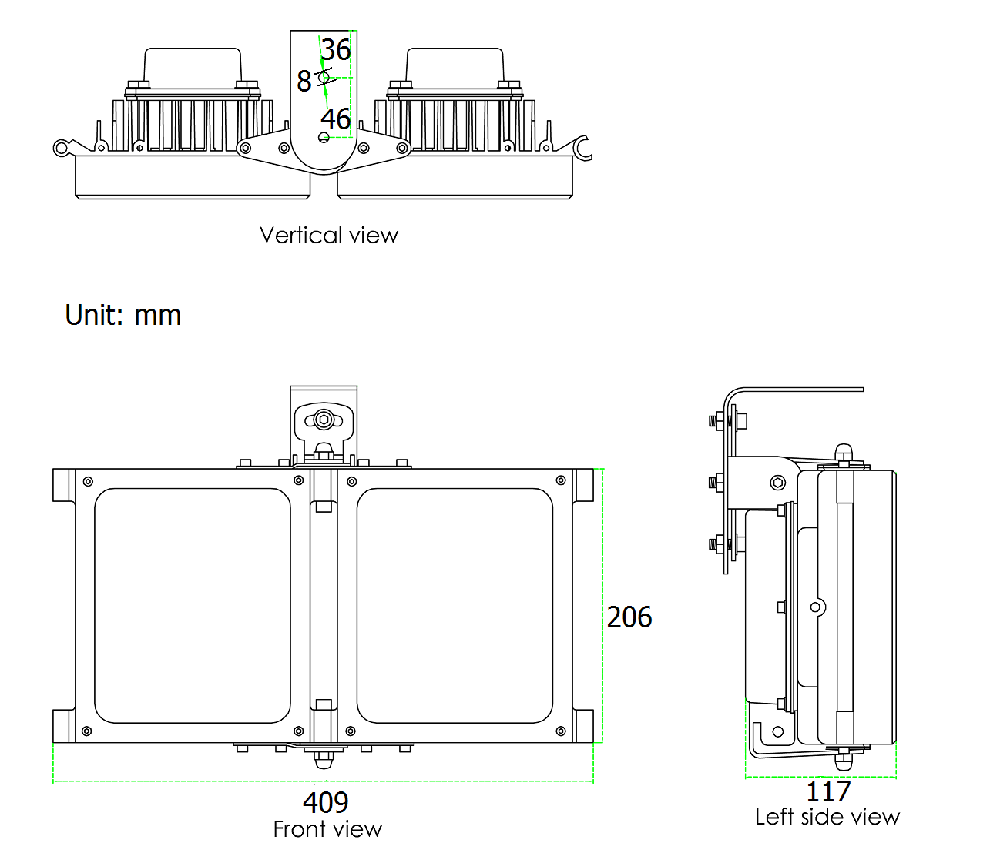 36
8
46
Vertical view
Unit: mm
206
409
Front view
117
Left side view